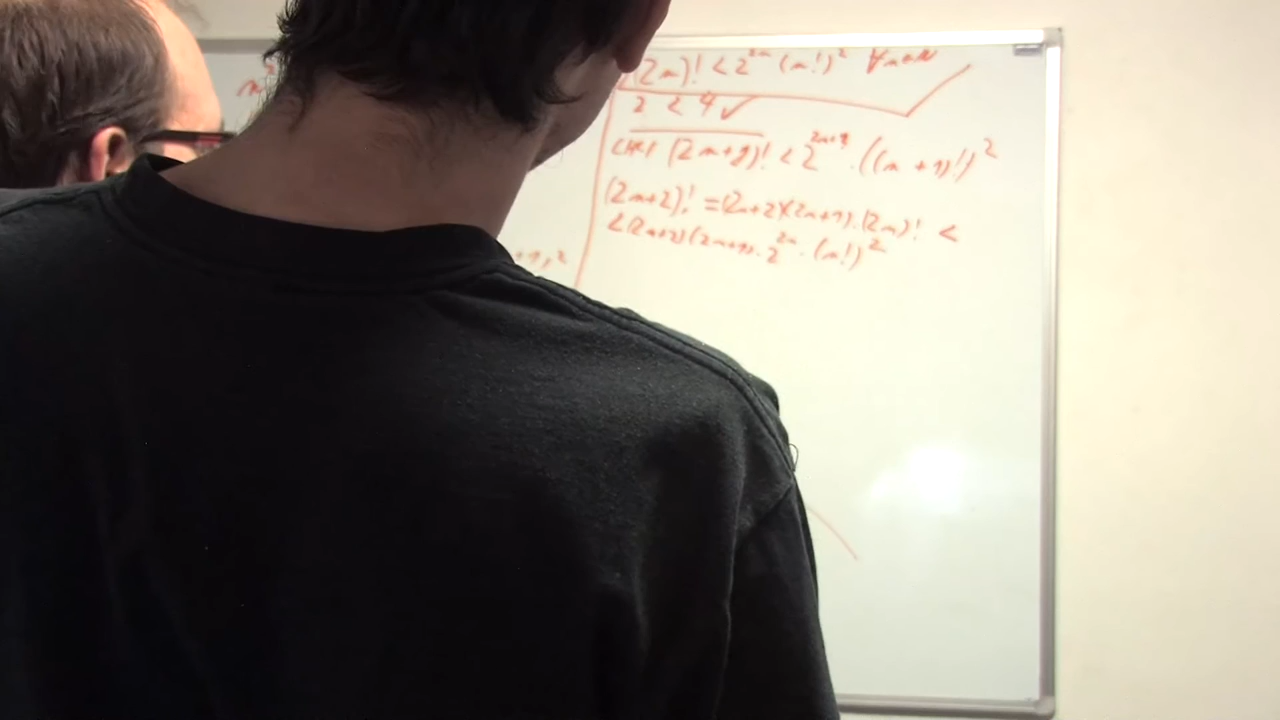 (2n)! < 2^2n · (n!)^2 ∀n∈N
2 < 4 ✓
(2n+2)! < 2^2n+2 · ((n+1)!)^2
(2n+2)! = (2n+2)(2n+1) · (2n)! <
< (2n+2)(2n+1) · 2^2n · (n!)^2